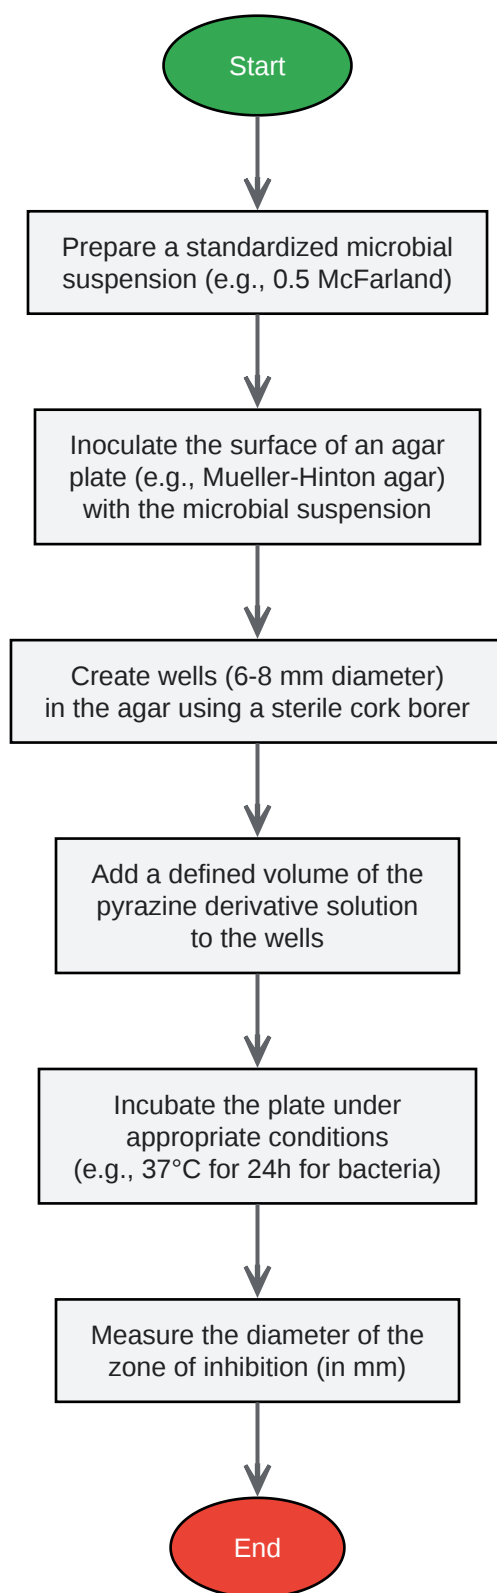 Start
Prepare a standardized microbial
suspension (e.g., 0.5 McFarland)
Inoculate the surface of an agar
plate (e.g., Mueller-Hinton agar)
with the microbial suspension
Create wells (6-8 mm diameter)
in the agar using a sterile cork borer
Add a defined volume of the
pyrazine derivative solution
to the wells
Incubate the plate under
appropriate conditions
(e.g., 37°C for 24h for bacteria)
Measure the diameter of the
zone of inhibition (in mm)
End